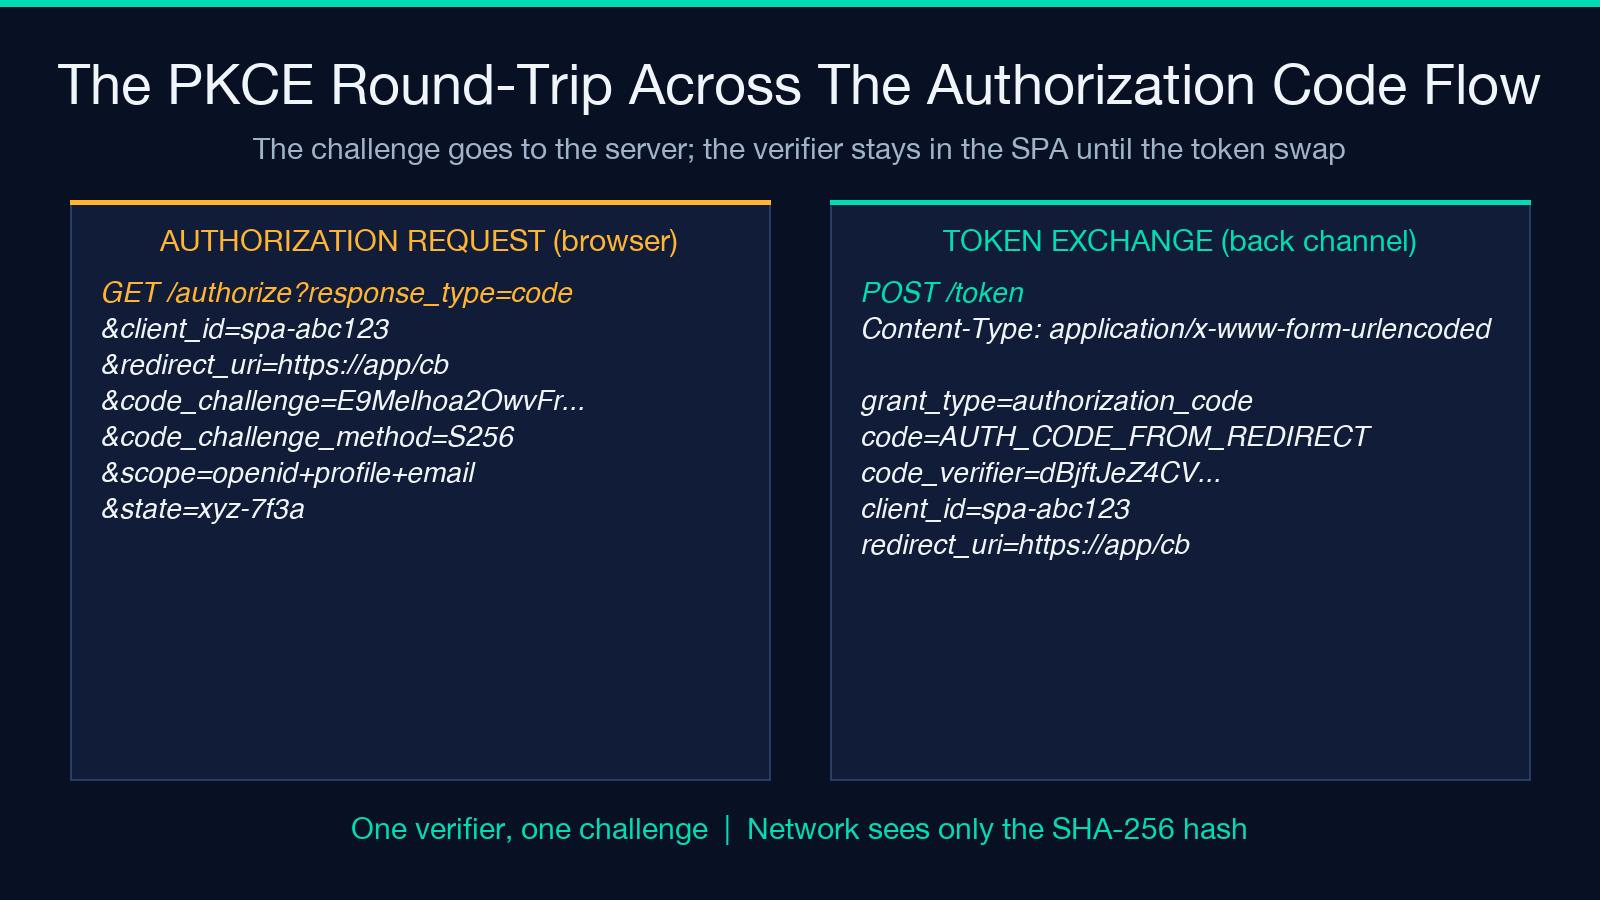 The PKCE Round-Trip Across The Authorization Code Flow
The challenge goes to the server; the verifier stays in the SPA until the token swap
AUTHORIZATION REQUEST (browser)
GET /authorize?response_type=code
&client_id=spa-abc123
&redirect_uri=https://app/cb
&code_challenge=E9Melhoa2OwvFr...
&code_challenge_method=S256
&scope=openid+profile+email
&state=xyz-7f3a
TOKEN EXCHANGE (back channel)
POST /token
Content-Type: application/x-www-form-urlencoded
grant_type=authorization_code
code=AUTH_CODE_FROM_REDIRECT
code_verifier=dBjftJeZ4CV...
client_id=spa-abc123
redirect_uri=https://app/cb
One verifier, one challenge | Network sees only the SHA-256 hash